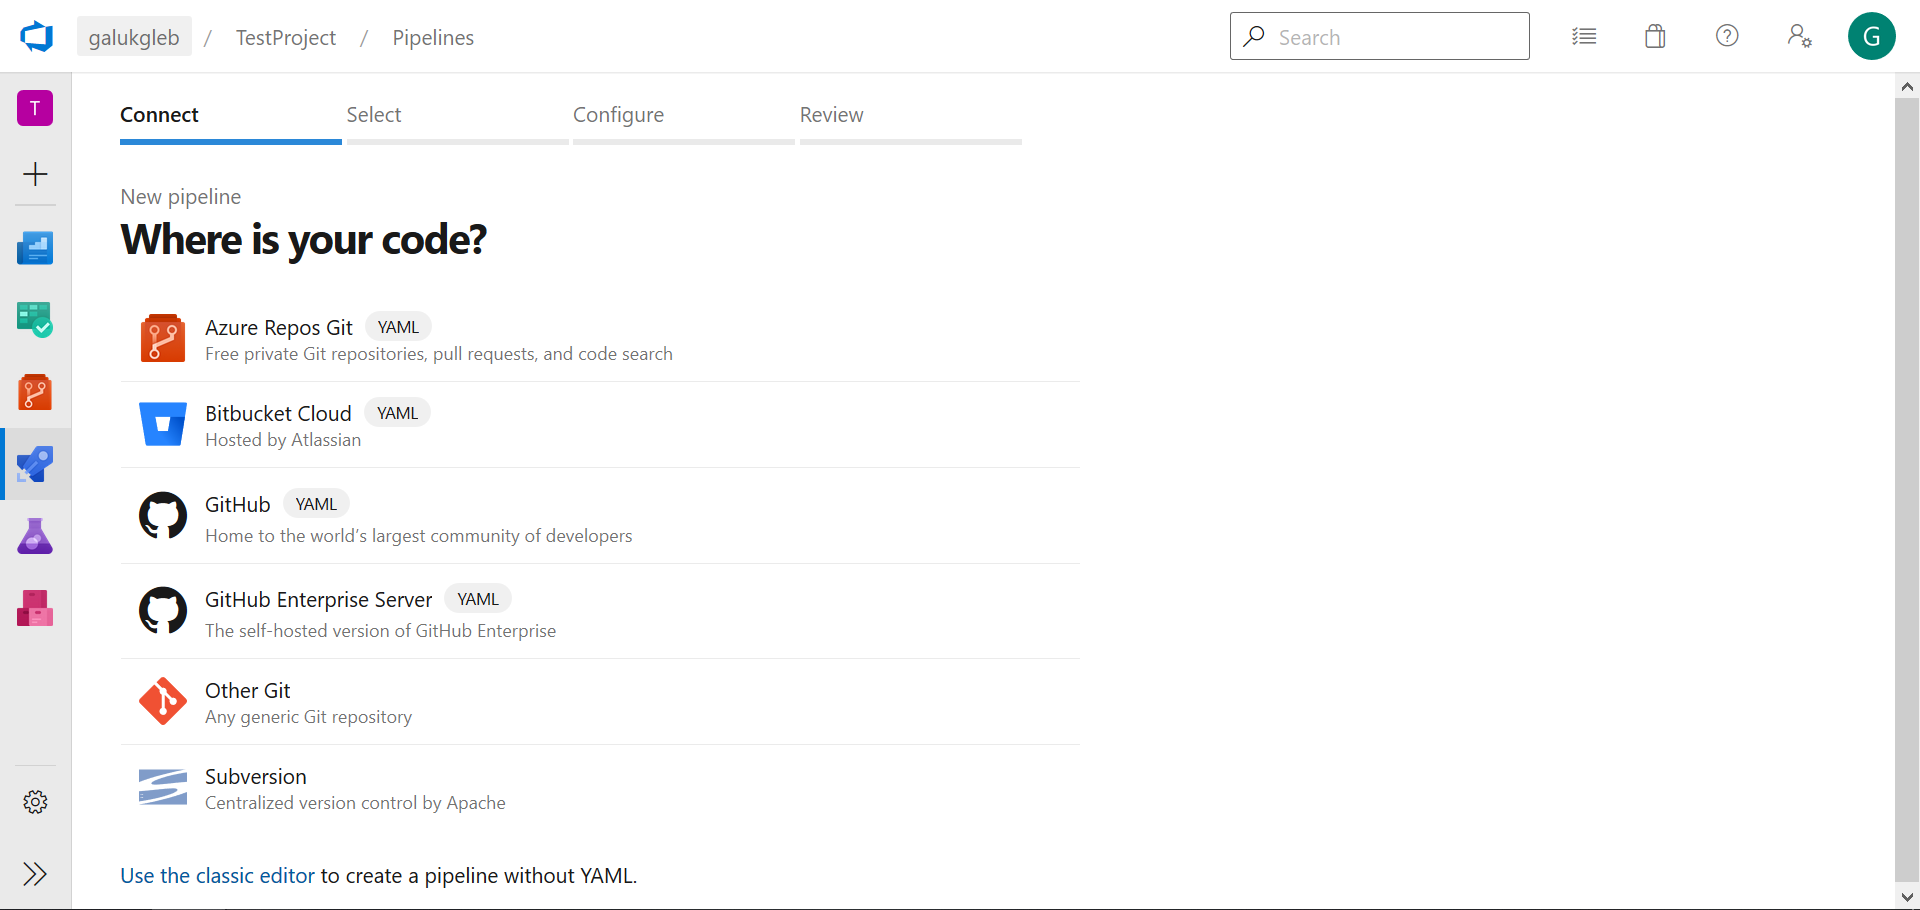 galukgleb / TestProject / Pipelines
Search
G
T
Connect Select Configure Review
New pipeline
Where is your code?
Azure Repos Git YAML
Free private Git repositories, pull requests, and code search
Bitbucket Cloud YAML
Hosted by Atlassian
GitHub YAML
Home to the world’s largest community of developers
GitHub Enterprise Server YAML
The self-hosted version of GitHub Enterprise
Other Git
Any generic Git repository
Subversion
Centralized version control by Apache
Use the classic editor to create a pipeline without YAML.